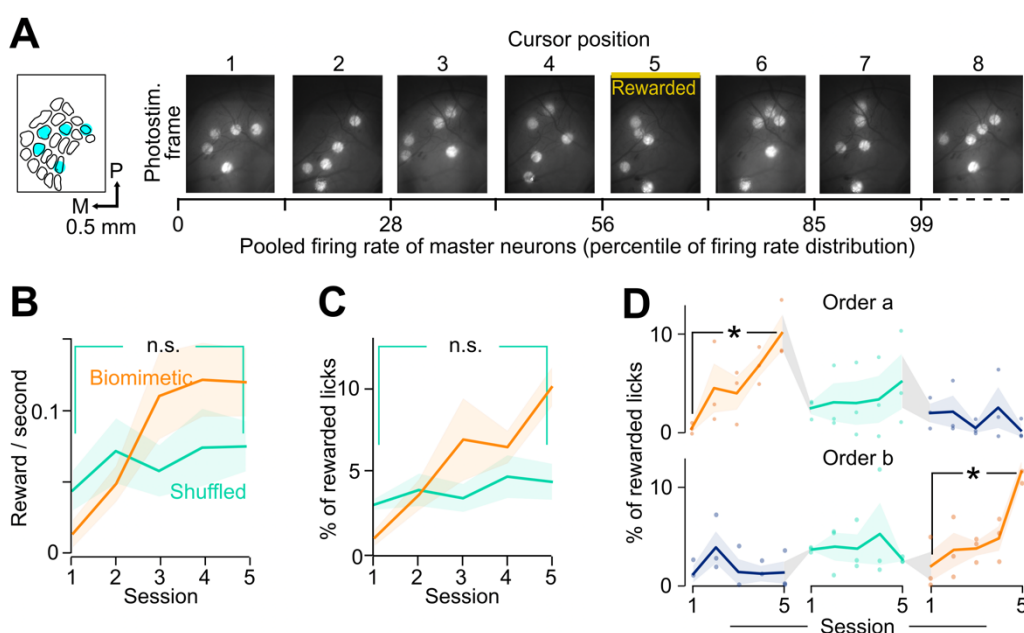 A
Cursor position
1 2 3 4 5 6 7 8
Rewarded
Photostim.
frame
P
M
0.5 mm
0 28 56 85 99
Pooled firing rate of master neurons (percentile of firing rate distribution)
B
n.s.
Biomimetic
Shuffled
Reward / second
0.1
0
1 2 3 4 5
Session
C
n.s.
% of rewarded licks
10
5
0
1 2 3 4 5
Session
D
Order a
*
10
0
Order b
*
10
0
% of rewarded licks
1 5 1 5 1 5
Session